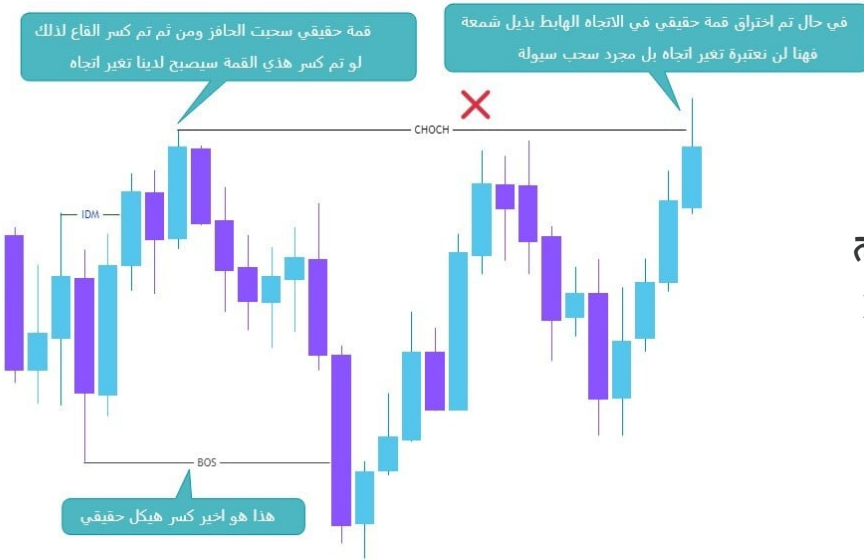 في حال تم اختراق قمة حقيقي في الاتجاه الهابط بذيل شمعة
فهنا لن نعتبرة تغير اتجاه بل مجرد سحب سيولة
قمة حقيقي سحبت الحافز ومن ثم تم كسر القاع لذلك
لو تم كسر هذي القمة سيصبح لدينا تغير اتجاه
CHOCH
IDM
BOS
هذا هو اخير كسر هيكل حقيقي